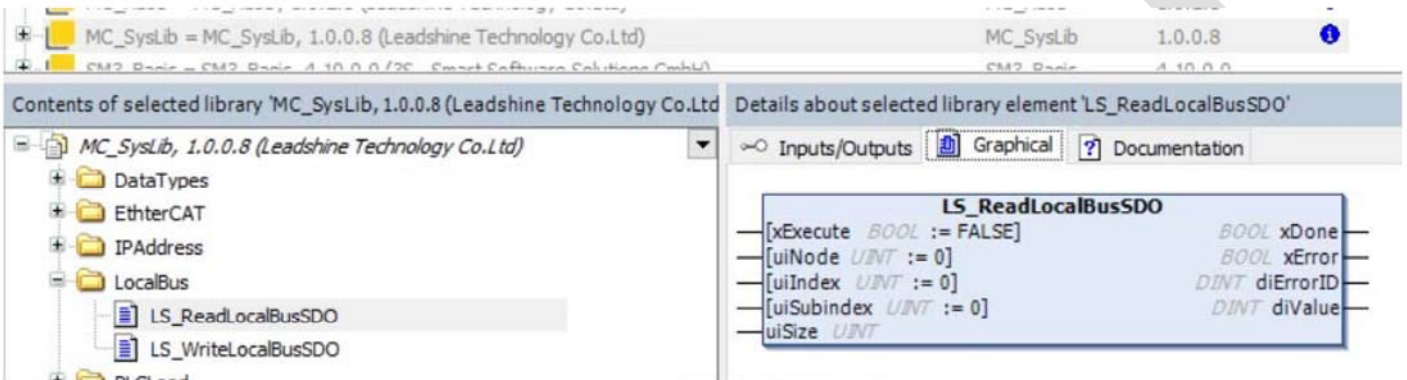 MC_SysLib = MC_SysLib, 1.0.0.8 (Leadshine Technology Co.Ltd) MC_SysLib 1.0.0.8
Contents of selected library 'MC_SysLib, 1.0.0.8 (Leadshine Technology Co.Ltd
Details about selected library element 'LS_ReadLocalBusSDO'
MC_SysLib, 1.0.0.8 (Leadshine Technology Co.Ltd)
DataTypes
EthterCAT
IPAddress
LocalBus
LS_ReadLocalBusSDO
LS_WriteLocalBusSDO
Inputs/Outputs Graphical Documentation
LS_ReadLocalBusSDO
[xExecute BOOL := FALSE] BOOL xDone
[uiNode UINT := 0] BOOL xError
[uiIndex UINT := 0] DINT diErrorID
[uiSubindex UINT := 0] DINT diValue
uiSize UINT